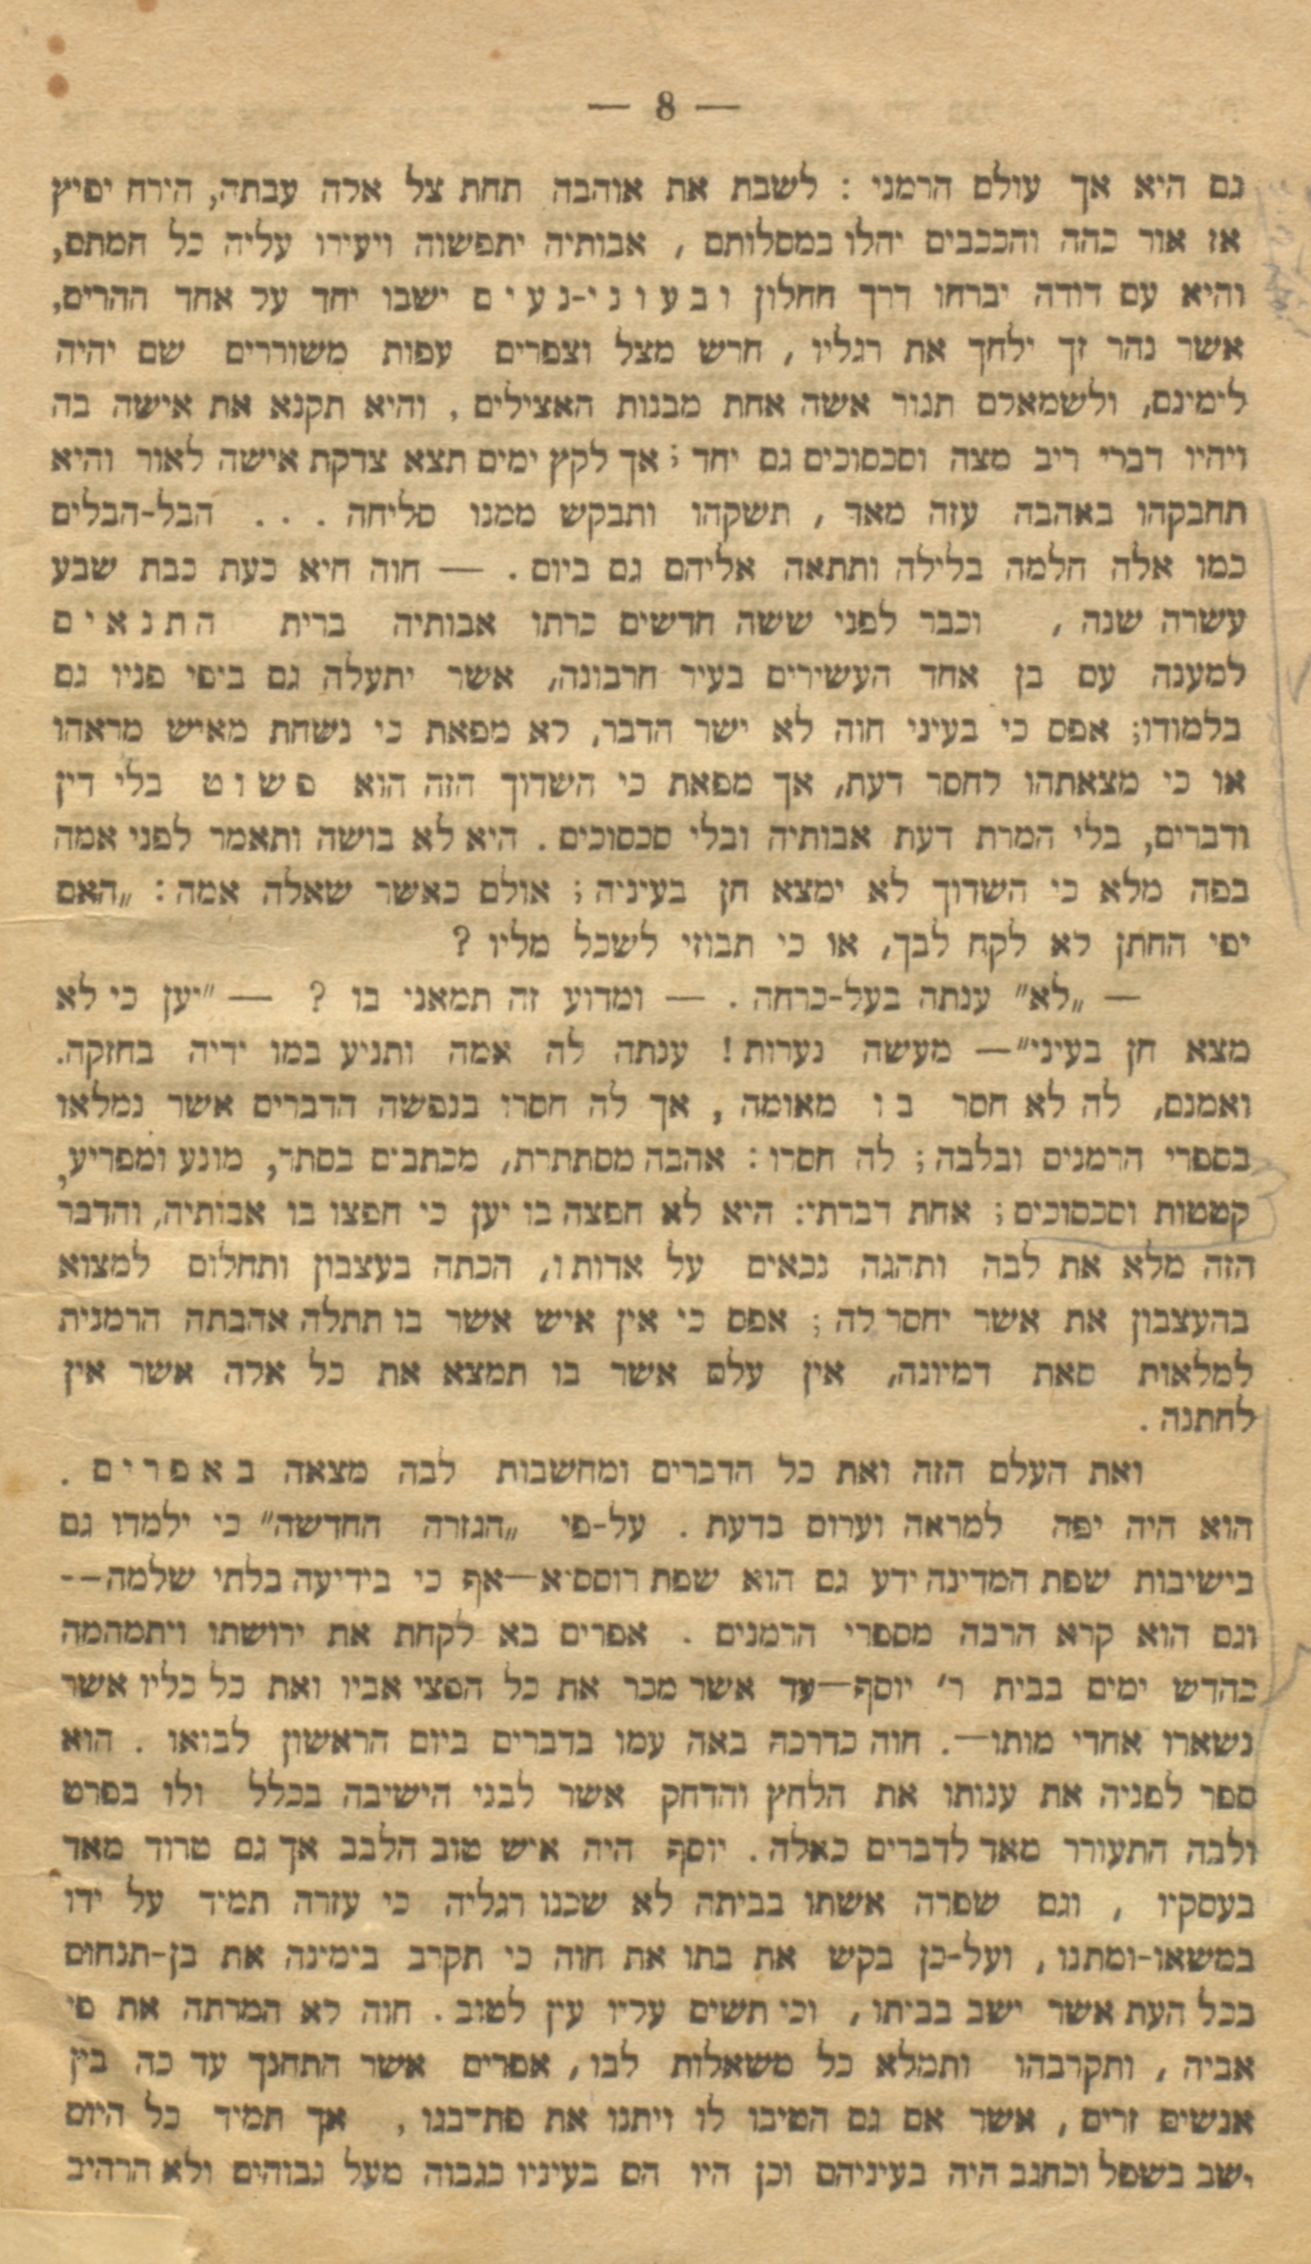 — 8 —
גם היא אך עולם הרמני : לשבת את אוהבה תחת צל אלה עבתה, הירח יפיץ
אז אור כהה והככבים יהלו במסלותם , אבותיה יתפשוה ויעירו עליה כל חמתם,
והיא עם דודה יברחו דרך חחלון ובעוני-נעים ישבו יחד על אחד ההרים,
אשר נהר זך ילחך את רגליו , חרש מצל וצפרים עפות משוררים שם יהיה
לימינם, ולשמאלם תגור אשה אחת מבנות האצילים , והיא תקנא את אישה בה
ויהיו דברי ריב מצה וסכסוכים גם יחד ; אך לקץ ימים תצא צדקת אישה לאור והיא
תחבקהו באהבה עזה מאד , תשקהו ותבקש ממנו סליחה . . . הבל-הבלים
כמו אלה חלמה בלילה ותתאה אליהם גם ביום . — חוה חיא כעת כבת שבע
עשרה שנה , וכבר לפני ששה חדשים כרתו אבותיה ברית התנאים
למענה עם בן אחד העשירים בעיר חרבונה, אשר יתעלה גם ביפי פניו גם
בלמודו; אפס כי בעיני חוה לא ישר הדבר, לא מפאת כי נשחת מאיש מראהו
או כי מצאתהו לחסר דעת, אך מפאת כי השדוך הזה הוא פשוט בלי דין
ודברים, בלי המרת דעת אבותיה ובלי סכסוכים . היא לא בושה ותאמר לפני אמה
בפה מלא כי השדוך לא ימצא חן בעיניה ; אולם כאשר שאלה אמה : „האם
יפי החתן לא לקח לבך, או כי תבוזי לשכל מליו ?
— „לא״ ענתה בעל-כרחה . — ומדוע זה תמאני בו ? — ״יען כי לא
מצא חן בעיני״— מעשה נערות ! ענתה לה אמה ותניע במו ידיה בחזקה.
ואמנם, לה לא חסר בו מאומה , אך לה חסרו בנפשה הדברים אשר נמלאו
בספרי הרמנים ובלבה ; לה חסרו : אהבה מסתתרת, מכתבים בסתר, מונע ומפריע,
קטטות וסכסוכים ; אחת דברתי: היא לא חפצה בו יען כי חפצו בו אבותיה, והדבר
הזה מלא את לבה ותהגה נכאים על אדותו, הכתה בעצבון ותחלום למצוא
בהעצבון את אשר יחסר לה ; אפס כי אין איש אשר בו תתלה אהבתה הרמנית
למלאות סאת דמיונה, אין עלם אשר בו תמצא את כל אלה אשר אין
לחתנה .
ואת העלם הזה ואת כל הדברים ומחשבות לבה מצאה באפרים .
הוא היה יפה למראה וערום בדעת . על-פי „הגזרה החדשה״ כי ילמדו גם
בישיבות שפת המדינה ידע גם הוא שפת רוססיא—אף כי בידיעה בלתי שלמה--
וגם הוא קרא הרבה מספרי הרמנים . אפרים בא לקחת את ירושתו ויתמהמה
כהדש ימים בבית ר׳ יוסף—עד אשר מכר את כל הפצי אביו ואת כל כליו אשר
נשארו אחדי מותו—. חוה כדרכה באה עמו בדברים ביום הראשון לבואו . הוא
ספר לפניה את ענותו את הלחץ והדחק אשר לבני הישיבה בכלל ולו בפרט
ולבה התעורר מאד לדברים כאלה . יוסף היה איש טוב הלבב אך גם טרוד מאד
בעסקיו , וגם שפרה אשתו בביתה לא שכנו רגליה כי עזרה תמיד על ידו
במשאו-ומתנו , ועל-כן בקש את בתו את חוה כי תקרב בימינה את בן-תנחום
בכל העת אשר ישב בביתו , וכי תשים עליו עין לטוב . חוה לא המרתה את פי
אביה , ותקרבהו ותמלא כל משאלות לבו , אפרים אשר התחנך עד כה בין
אנשים זרים , אשר אם גם הטיבו לו ויתנו את פת־בגו , אך תמיד כל היום
ישב בשפל וכחגב היה בעיניהם וכן היו הם בעיניו כגבוה מעל גבוהים ולא הרהיב